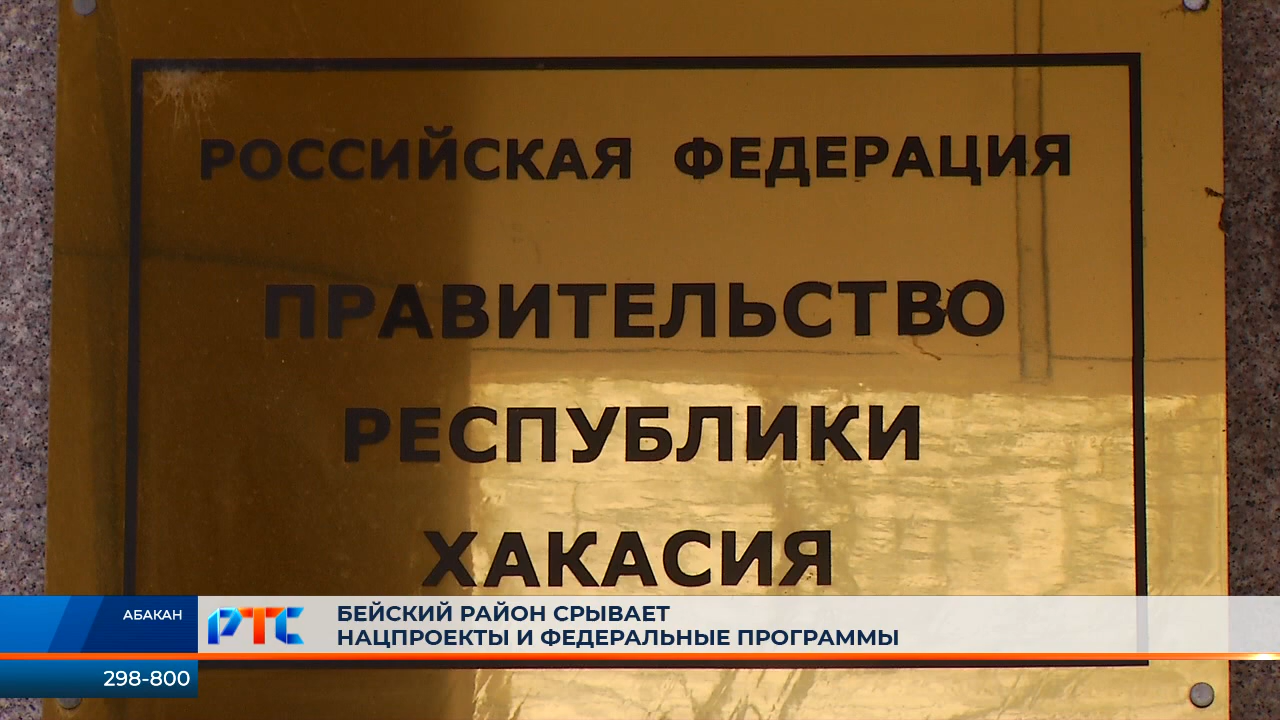 РОССИЙСКАЯ ФЕДЕРАЦИЯ
ПРАВИТЕЛЬСТВО
РЕСПУБЛИКИ
ХАКАСИЯ
АБАКАН
РТС
БЕЙСКИЙ РАЙОН СРЫВАЕТ
НАЦПРОЕКТЫ И ФЕДЕРАЛЬНЫЕ ПРОГРАММЫ
298-800